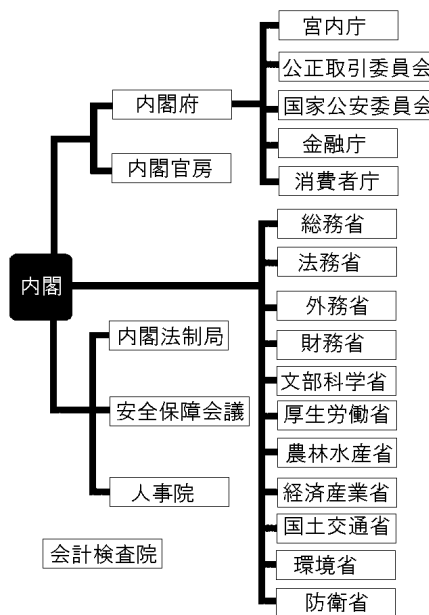 宮内庁
公正取引委員会
内閣府
国家公安委員会
金融庁
内閣官房
消費者庁
総務省
法務省
内閣
外務省
内閣法制局
財務省
文部科学省
安全保障会議
厚生労働省
農林水産省
人事院
経済産業省
国土交通省
会計検査院
環境省
防衛省